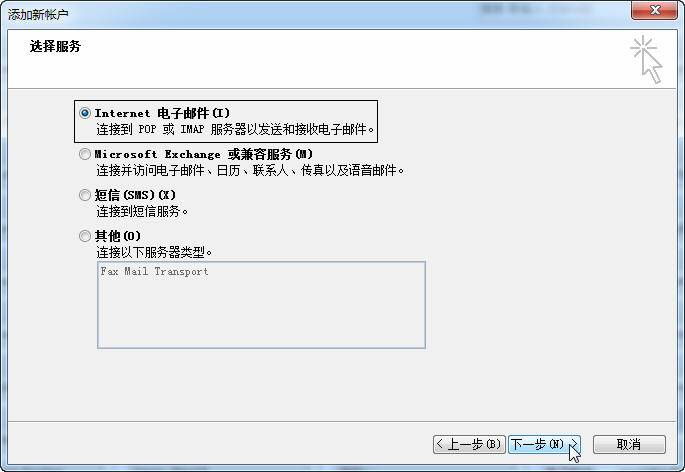 添加新帐户
选择服务
Internet 电子邮件(I)
连接到 POP 或 IMAP 服务器以发送和接收电子邮件。
Microsoft Exchange 或兼容服务(M)
连接并访问电子邮件、日历、联系人、传真以及语音邮件。
短信(SMS)(X)
连接到短信服务。
其他(O)
连接以下服务器类型。
Fax Mail Transport
< 上一步(B) 下一步(N) > 取消